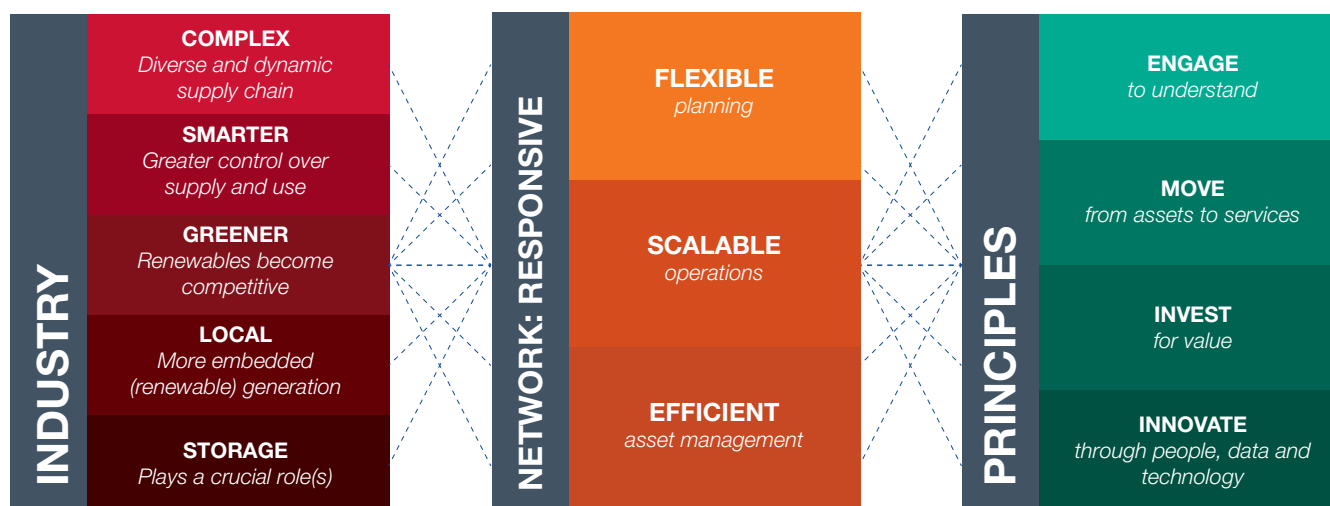 INDUSTRY
COMPLEX
Diverse and dynamic
supply chain
SMARTER
Greater control over
supply and use
GREENER
Renewables become
competitive
LOCAL
More embedded
(renewable) generation
STORAGE
Plays a crucial role(s)
NETWORK: RESPONSIVE
FLEXIBLE
planning
SCALABLE
operations
EFFICIENT
asset management
PRINCIPLES
ENGAGE
to understand
MOVE
from assets to services
INVEST
for value
INNOVATE
through people, data and
technology